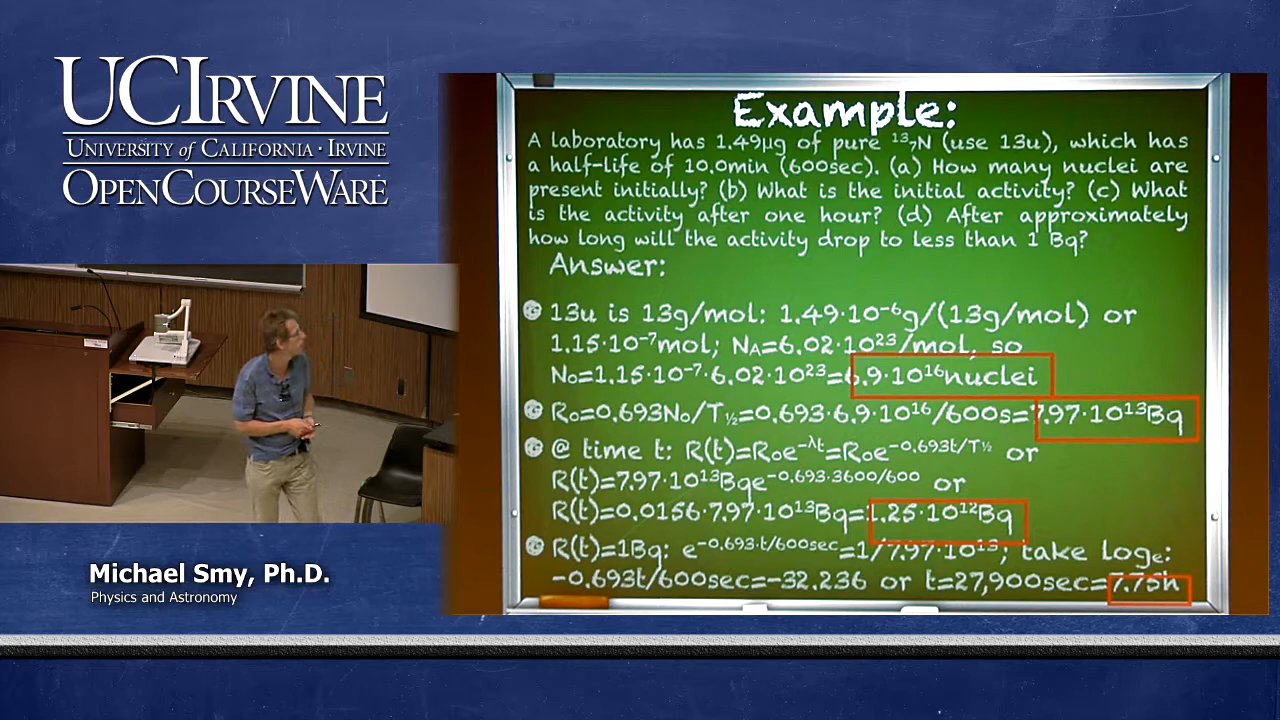 UCIRVINE
UNIVERSITY of CALIFORNIA · IRVINE
OPENCOURSEWARE
Example:
A laboratory has 1.49μg of pure ¹³₇N (use 13u), which has
a half-life of 10.0min (600sec). (a) How many nuclei are
present initially? (b) What is the initial activity? (c) What
is the activity after one hour? (d) After approximately
how long will the activity drop to less than 1 Bq?
Answer:
13u is 13g/mol: 1.49·10⁻⁶g/(13g/mol) or
1.15·10⁻⁷mol; NA=6.02·10²³/mol, so
N₀=1.15·10⁻⁷·6.02·10²³=6.9·10¹⁶nuclei
R₀=0.693N₀/T½=0.693·6.9·10¹⁶/600s=7.97·10¹³Bq
@ time t: R(t)=R₀e^-λt=R₀e^-0.693t/T½ or
R(t)=7.97·10¹³Bqe^-0.693·3600/600 or
R(t)=0.0156·7.97·10¹³Bq=1.25·10¹²Bq
R(t)=1Bq: e^-0.693·t/600sec=1/7.97·10¹³; take logₑ:
-0.693t/600sec=-32.236 or t=27,900sec=7.75h
Michael Smy, Ph.D.
Physics and Astronomy